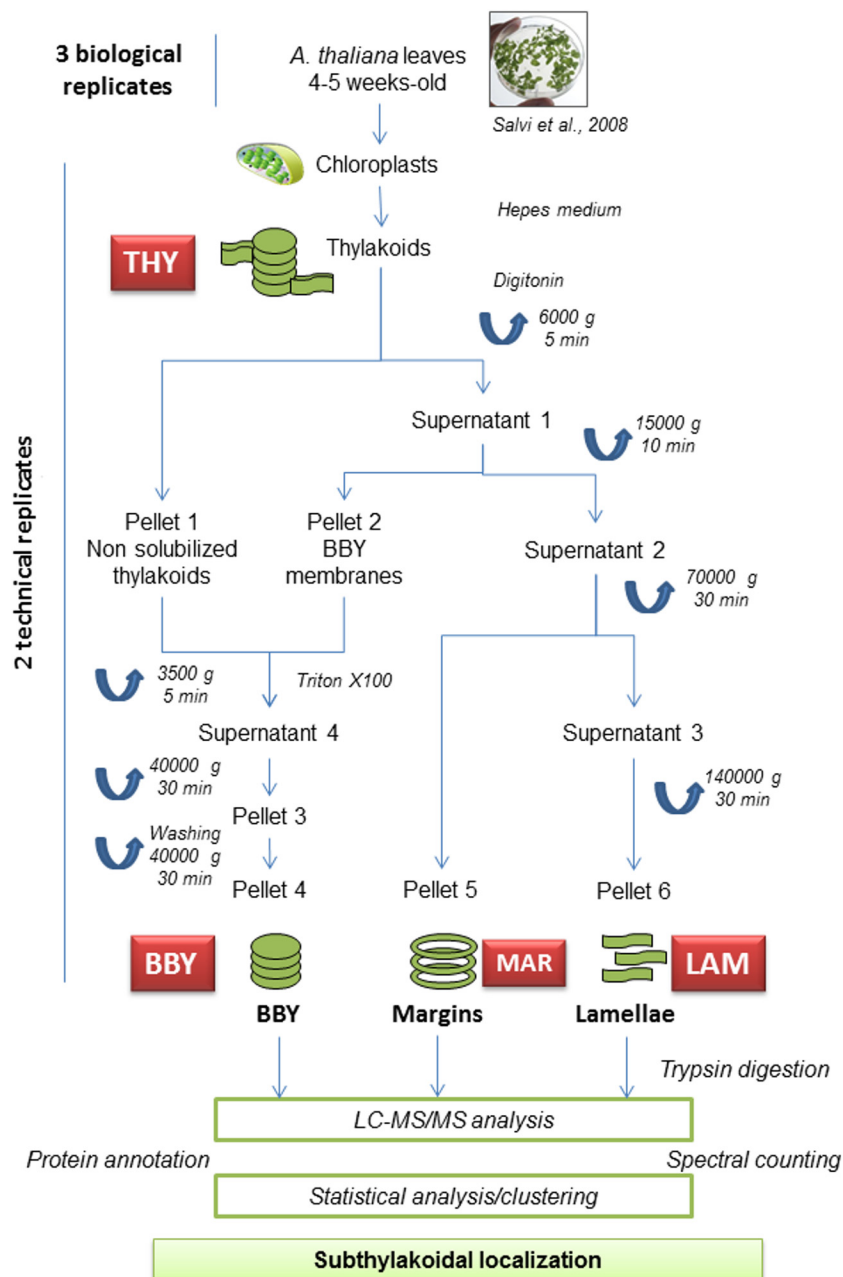 3 biological
replicates
A. thaliana leaves
4-5 weeks-old
Salvi et al., 2008
Chloroplasts
Hepes medium
THY
Thylakoids
Digitonin
6000 g
5 min
2 technical replicates
Supernatant 1
15000 g
10 min
Pellet 1
Non solubilized
thylakoids
Pellet 2
BBY
membranes
Supernatant 2
70000 g
30 min
3500 g
5 min
Triton X100
Supernatant 4
Supernatant 3
40000 g
30 min
140000 g
30 min
Pellet 3
Washing
40000 g
30 min
Pellet 4
Pellet 5
Pellet 6
BBY
MAR
LAM
BBY
Margins
Lamellae
Trypsin digestion
LC-MS/MS analysis
Protein annotation
Spectral counting
Statistical analysis/clustering
Subthylakoidal localization